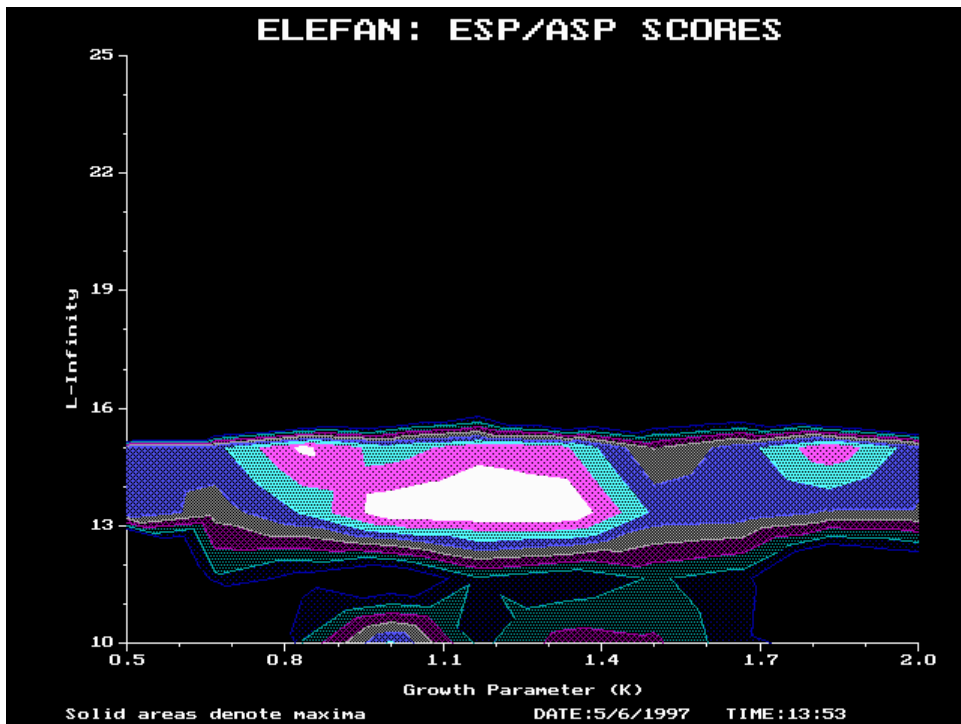 ELEFAN: ESP/ASP SCORES
25
22
19
16
13
10
L-Infinity
0.5 0.8 1.1 1.4 1.7 2.0
Growth Parameter (K)
Solid areas denote maxima DATE:5/6/1997 TIME:13:53